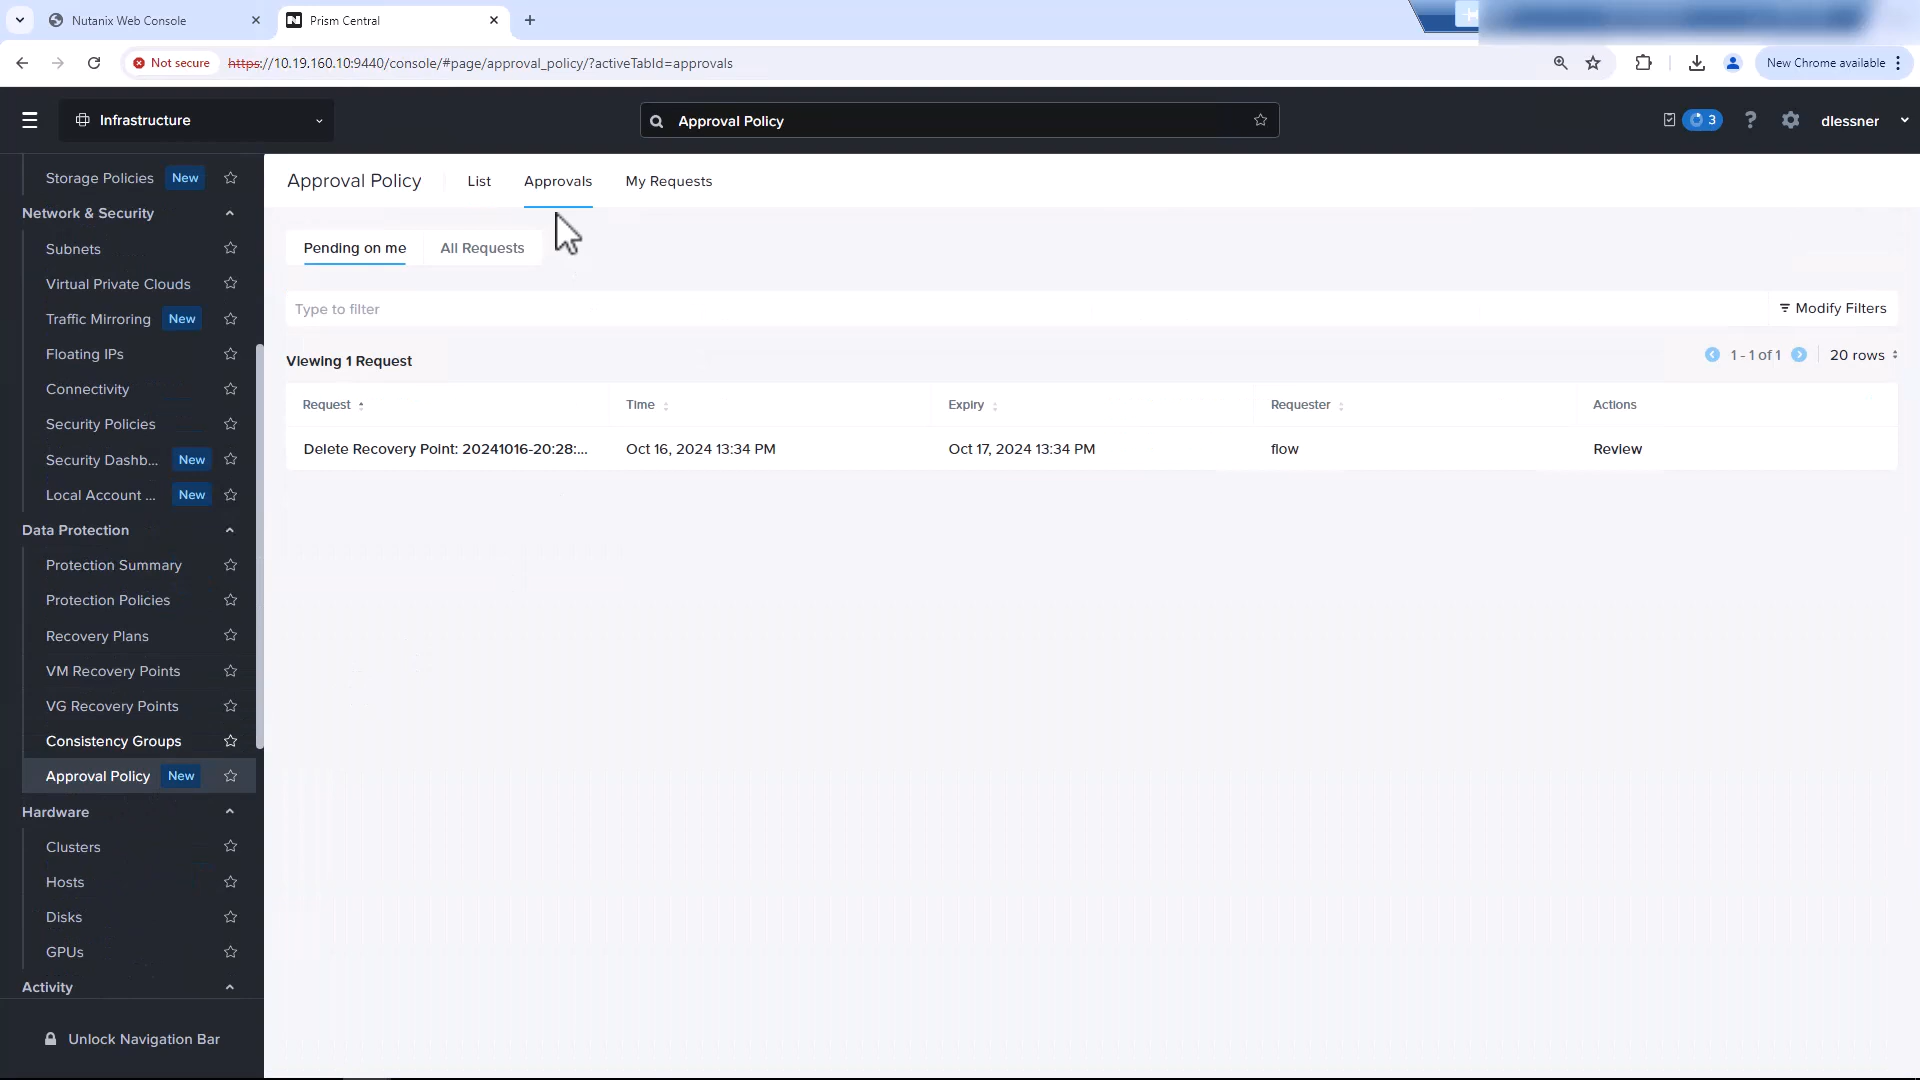 Nutanix Web Console
Prism Central
Not secure
https://10.19.160.10:9440/console/#page/approval_policy/?activeTabId=approvals
New Chrome available
Infrastructure
Approval Policy
3
?
dlessner
Storage Policies New
Network & Security
Subnets
Virtual Private Clouds
Traffic Mirroring New
Floating IPs
Connectivity
Security Policies
Security Dashb... New
Local Account ... New
Data Protection
Protection Summary
Protection Policies
Recovery Plans
VM Recovery Points
VG Recovery Points
Consistency Groups
Approval Policy New
Hardware
Clusters
Hosts
Disks
GPUs
Activity
Unlock Navigation Bar
Approval Policy List Approvals My Requests
Pending on me All Requests
Type to filter
Modify Filters
Viewing 1 Request
1 - 1 of 1 20 rows
Request Time Expiry Requester Actions
Delete Recovery Point: 20241016-20:28:... Oct 16, 2024 13:34 PM Oct 17, 2024 13:34 PM flow Review